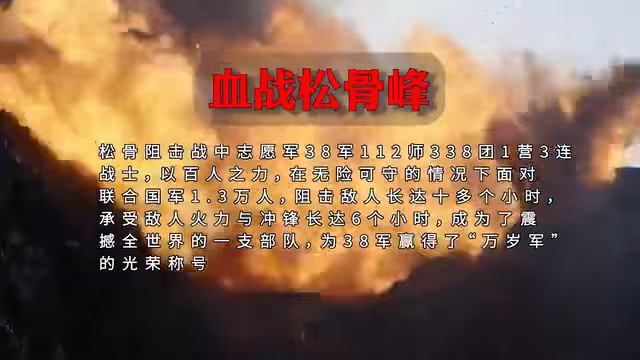 血战松骨峰
松骨阻击战中志愿军38军112师338团1营3连
战士，以百人之力，在无险可守的情况下面对
联合国军1.3万人，阻击敌人长达十多个小时，
承受敌人火力与冲锋长达6个小时，成为了震
撼全世界的一支部队，为38军赢得了“万岁军”
的光荣称号